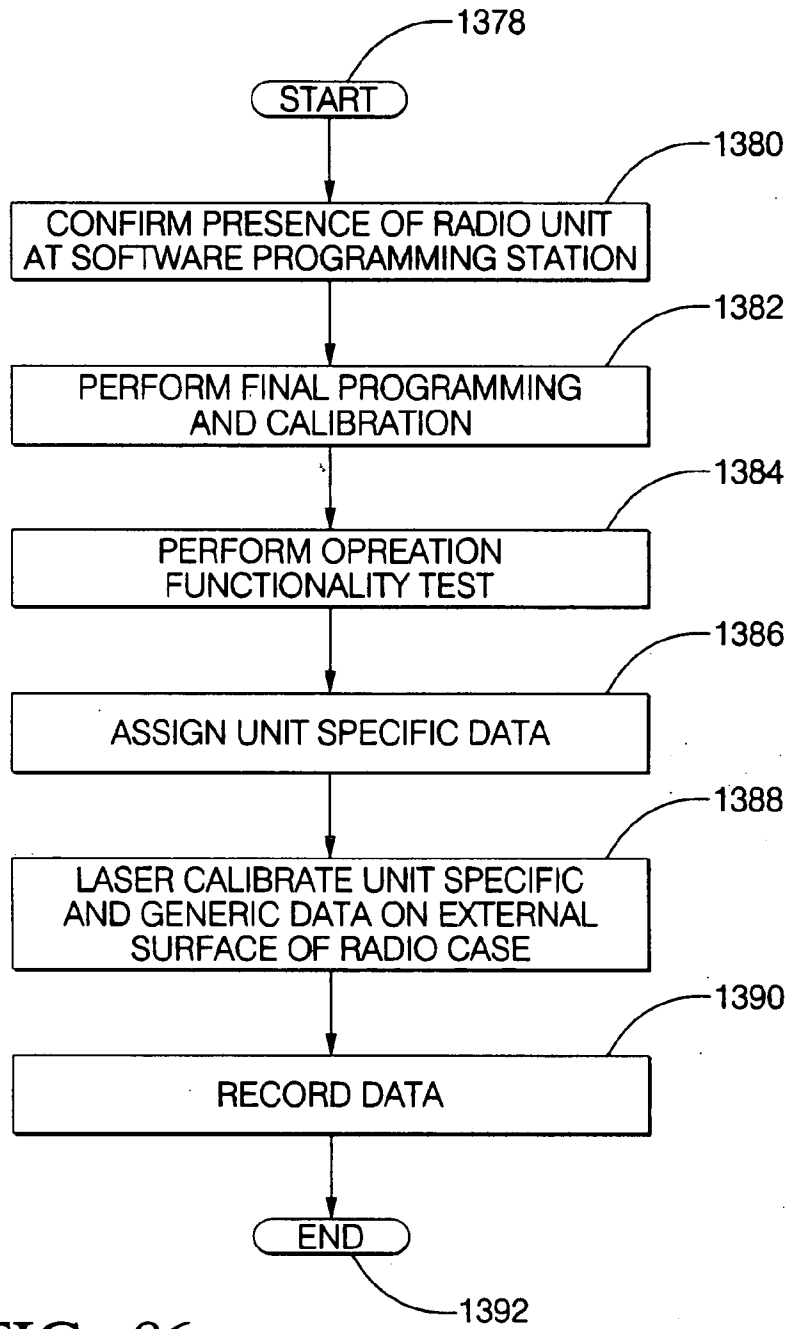 1378
START
1380
CONFIRM PRESENCE OF RADIO UNIT
AT SOFTWARE PROGRAMMING STATION
1382
PERFORM FINAL PROGRAMMING
AND CALIBRATION
1384
PERFORM OPREATION
FUNCTIONALITY TEST
1386
ASSIGN UNIT SPECIFIC DATA
1388
LASER CALIBRATE UNIT SPECIFIC
AND GENERIC DATA ON EXTERNAL
SURFACE OF RADIO CASE
1390
RECORD DATA
END
1392